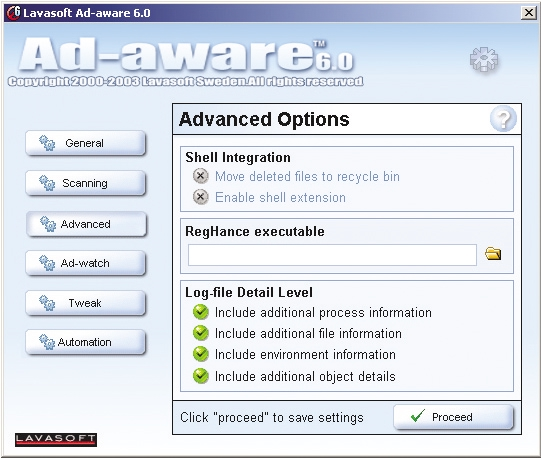 Lavasoft Ad-aware 6.0
Ad-aware™ 6.0
Copyright 2000-2003 Lavasoft Sweden.All rights reserved
Advanced Options
?
General
Scanning
Advanced
Ad-watch
Tweak
Automation
Shell Integration
Move deleted files to recycle bin
Enable shell extension
RegHance executable
Log-file Detail Level
Include additional process information
Include additional file information
Include environment information
Include additional object details
Click "proceed" to save settings
Proceed
LAVASOFT